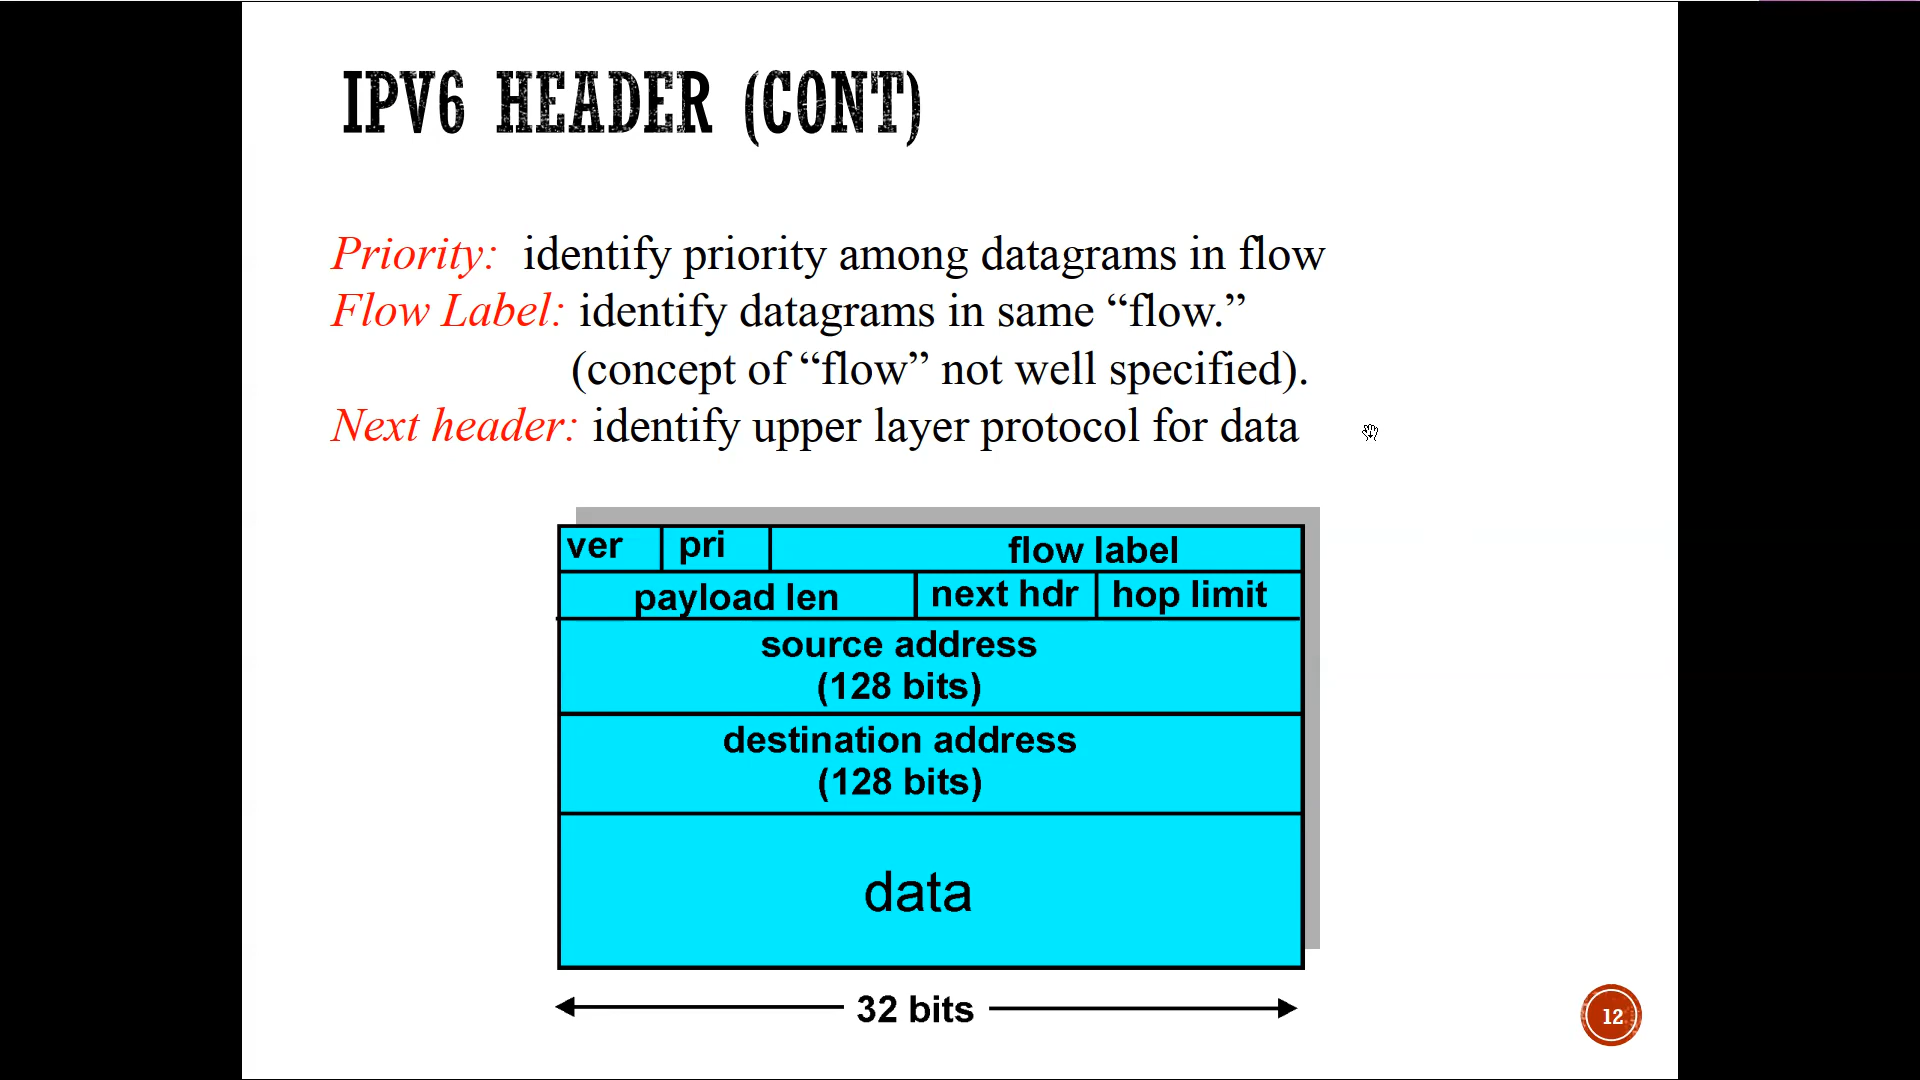 IPV6 HEADER (CONT)
Priority: identify priority among datagrams in flow
Flow Label: identify datagrams in same “flow.”
(concept of “flow” not well specified).
Next header: identify upper layer protocol for data
ver pri flow label
payload len next hdr hop limit
source address
(128 bits)
destination address
(128 bits)
data
32 bits
12